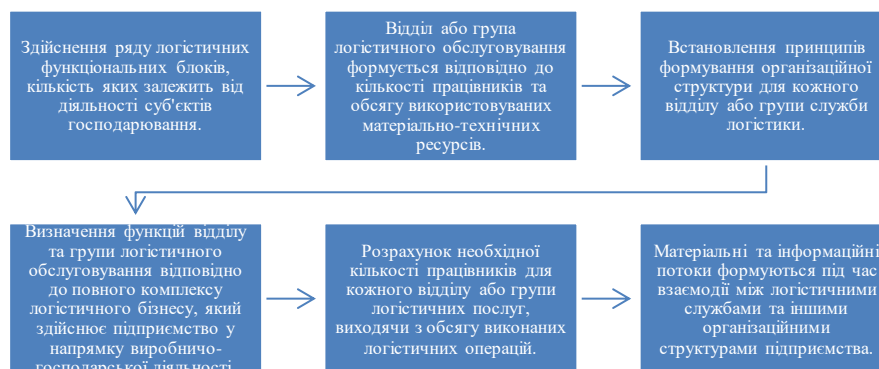 Здійснення ряду логістичних
функціональних блоків,
кількість яких залежить від
діяльності суб'єктів
господарювання.
Відділ або група
логістичного обслуговування
формується відповідно до
кількості працівників та
обсягу використовуваних
матеріально-технічних
ресурсів.
Встановлення принципів
формування організаційної
структури для кожного
відділу або групи служби
логістики.
Визначення функцій відділу
та групи логістичного
обслуговування відповідно
до повного комплексу
логістичного бізнесу, який
здійснює підприємство у
напрямку виробничо-
господарської діяльності
Розрахунок необхідної
кількості працівників для
кожного відділу або групи
логістичних послуг,
виходячи з обсягу виконаних
логістичних операцій.
Матеріальні та інформаційні
потоки формуються під час
взаємодії між логістичними
службами та іншими
організаційними
структурами підприємства.